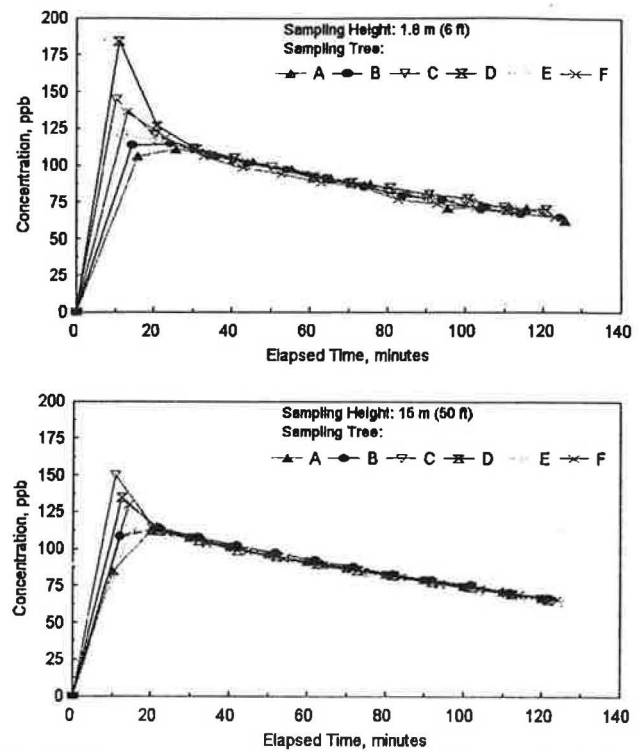 Sampling Height: 1.8 m (6 ft)
Sampling Tree:
A B C D E F
200
175
150
125
100
75
50
25
0
Concentration, ppb
0 20 40 60 80 100 120 140
Elapsed Time, minutes
Sampling Height: 15 m (50 ft)
Sampling Tree:
A B C D E F
200
175
150
125
100
75
50
25
0
Concentration, ppb
0 20 40 60 80 100 120 140
Elapsed Time, minutes